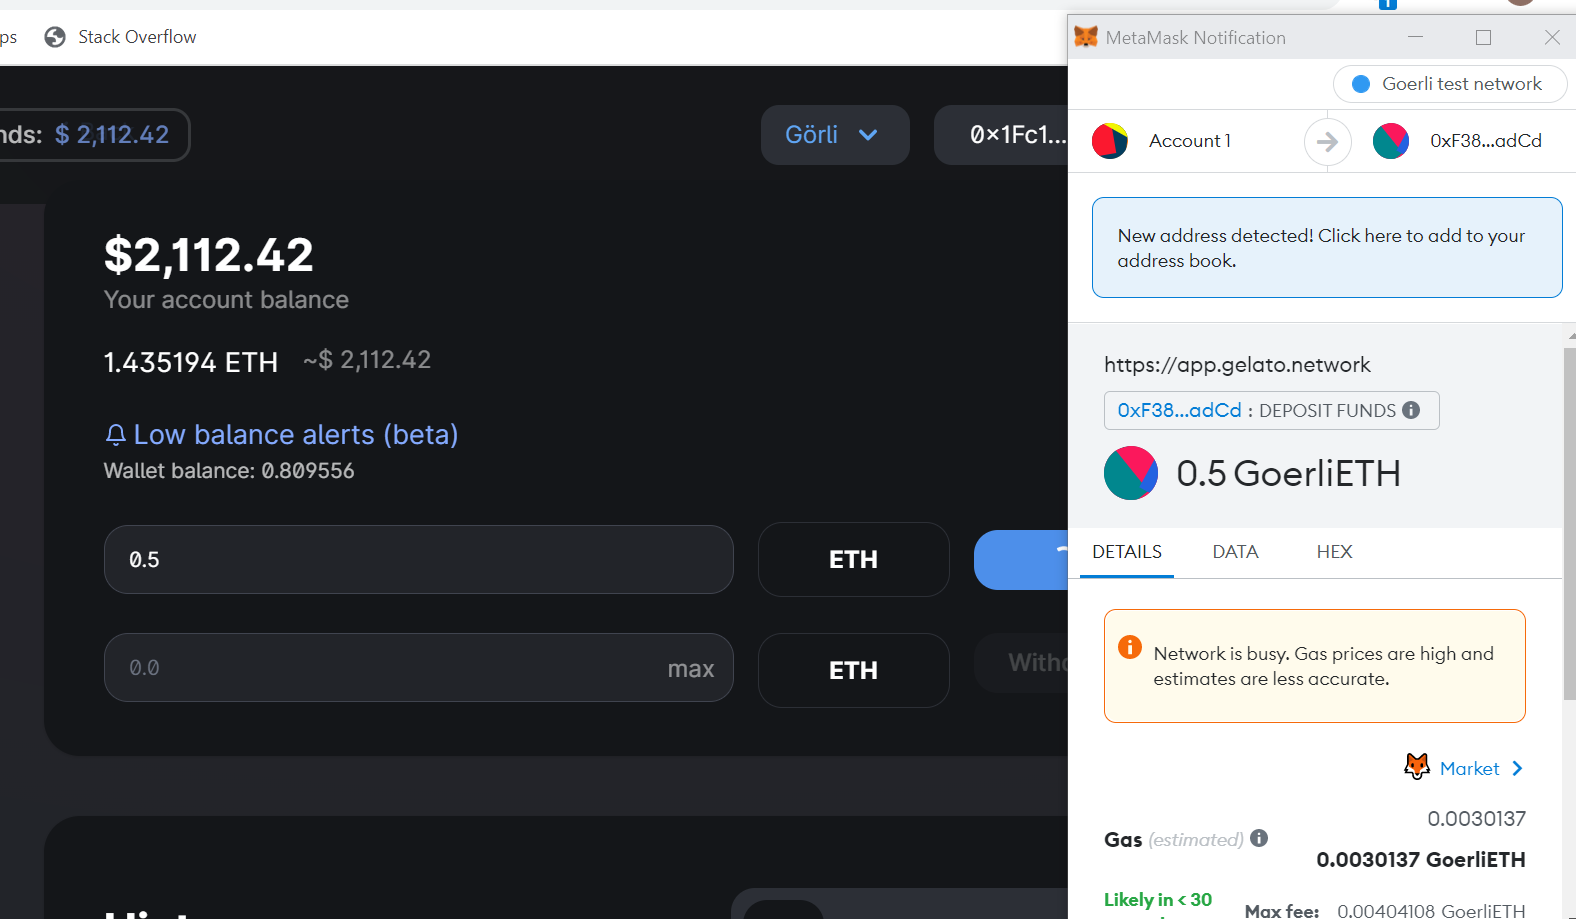 ps
Stack Overflow
MetaMask Notification
Goerli test network
nds: $ 2,112.42
Görli
0x1Fc1...
Account 1
0xF38...adCd
New address detected! Click here to add to your
address book.
$2,112.42
Your account balance
1.435194 ETH ~$ 2,112.42
Low balance alerts (beta)
Wallet balance: 0.809556
0.5
ETH
0.0
max
ETH
Witho
https://app.gelato.network
0xF38...adCd : DEPOSIT FUNDS
0.5 GoerliETH
DETAILS
DATA
HEX
Network is busy. Gas prices are high and
estimates are less accurate.
Market
0.0030137
Gas (estimated)
0.0030137 GoerliETH
Likely in < 30
Max fee: 0.00404108 GoerliETH